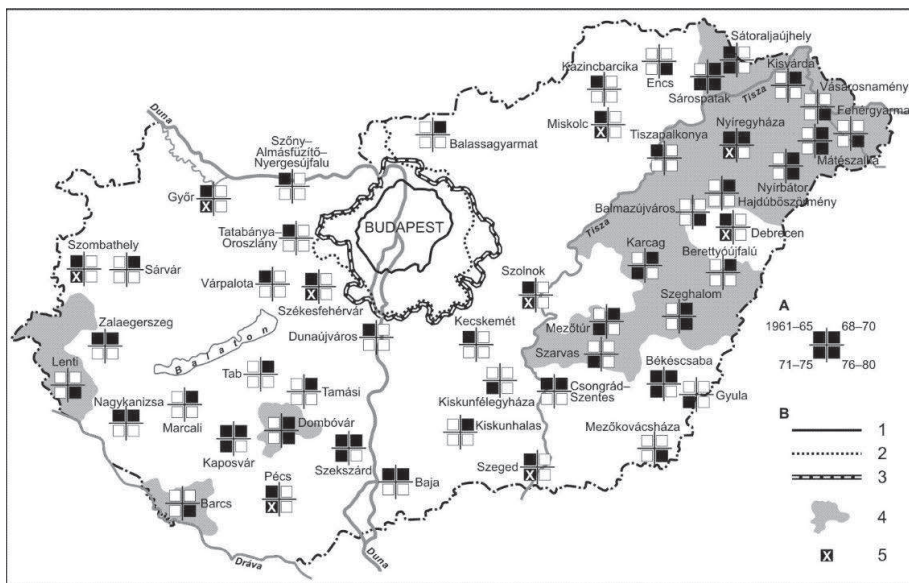 Sátoraljaújhely
Kazincbarcika
Kisvárda
Encs
Tisza
Vásárosnamény
Sárospatak
Fehérgyarmat
Duna
Miskolc
X
Nyíregyháza
X
Balassagyarmat
Tiszapalkonya
Szőny–
Almásfüzítő–
Nyergesújfalu
Mátészalka
Győr
X
Nyírbátor
Hajdúböszörmény
Balmazújváros
BUDAPEST
Tatabánya–
Oroszlány
Tisza
Debrecen
X
Szombathely
X
Sárvár
Karcag
Berettyóújfalú
Várpalota
Székesfehérvár
X
Szolnok
X
Szeghalom
A
1961–65
68–70
71–75
76–80
Zalaegerszeg
Dunaújváros
Kecskemét
Mezőtúr
Balaton
Szarvas
Lenti
Békéscsaba
Tab
Tamási
Csongrád–
Szentes
Gyula
Nagykanizsa
Marcali
Kiskunfélegyháza
B
Dombóvár
Kiskunhalas
1
Kaposvár
Mezőkovácsháza
2
Szekszárd
Szeged
X
3
Pécs
X
Baja
Barcs
4
Duna
Dráva
X
5